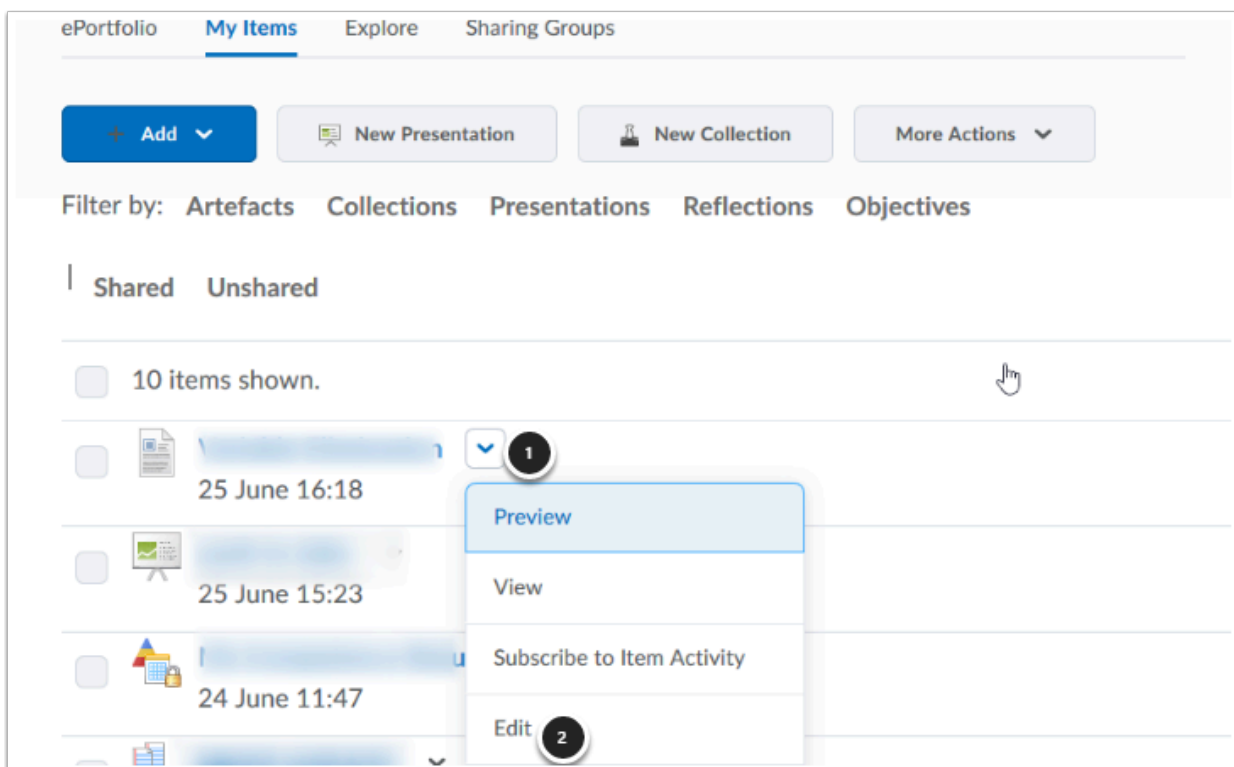 ePortfolio My Items Explore Sharing Groups
Add New Presentation New Collection More Actions
Filter by: Artefacts Collections Presentations Reflections Objectives
Shared Unshared
10 items shown.
1
25 June 16:18
Preview
25 June 15:23
View
Subscribe to Item Activity
24 June 11:47
Edit 2